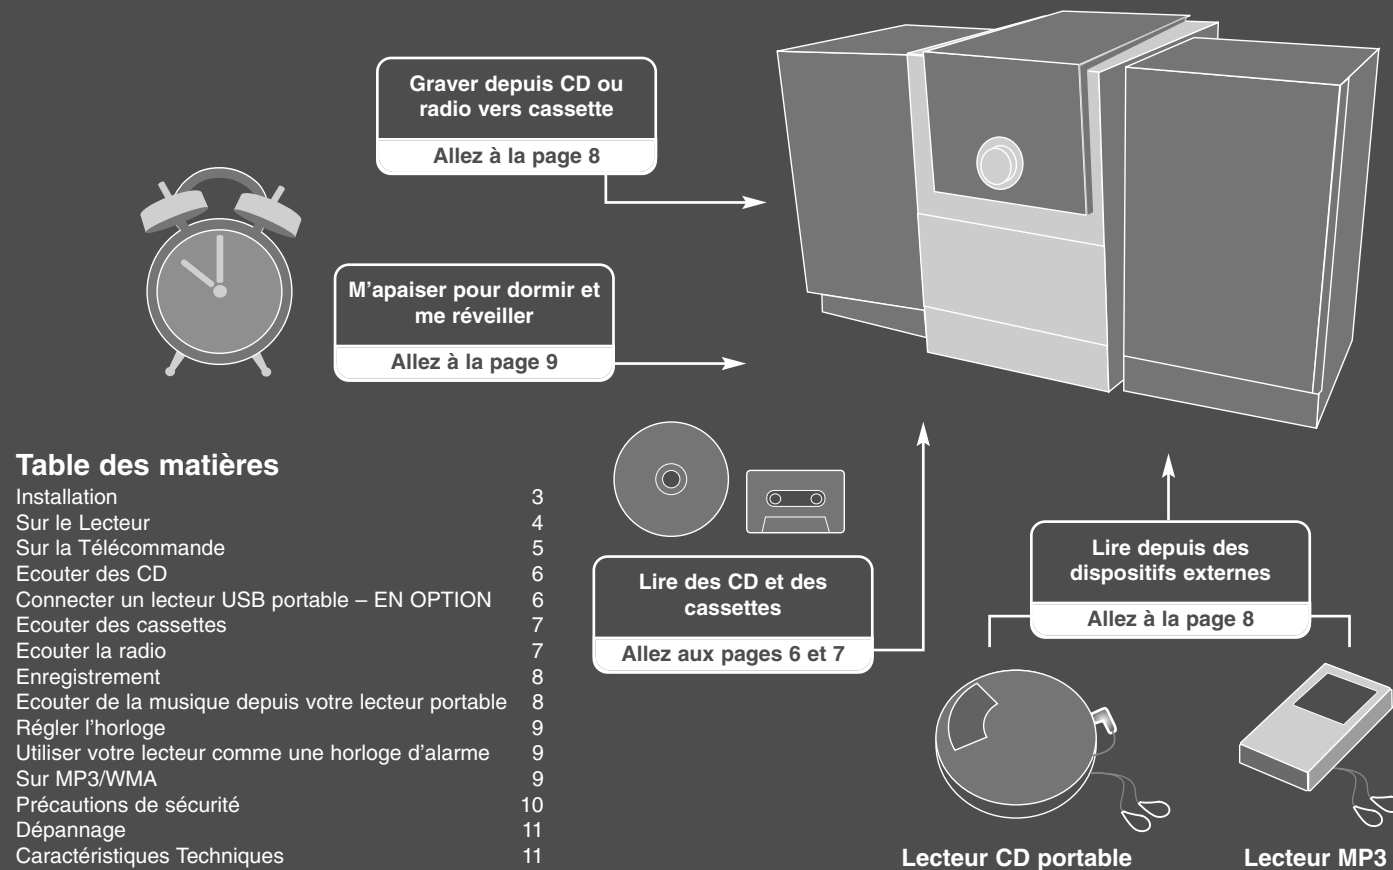 Graver depuis CD ou
radio vers cassette
Allez à la page 8
M’apaiser pour dormir et
me réveiller
Allez à la page 9
Table des matières
Installation 3
Sur le Lecteur 4
Sur la Télécommande 5
Ecouter des CD 6
Connecter un lecteur USB portable – EN OPTION 6
Ecouter des cassettes 7
Ecouter la radio 7
Enregistrement 8
Ecouter de la musique depuis votre lecteur portable 8
Régler l’horloge 9
Utiliser votre lecteur comme une horloge d’alarme 9
Sur MP3/WMA 9
Précautions de sécurité 10
Dépannage 11
Caractéristiques Techniques 11
Lire des CD et des
cassettes
Allez aux pages 6 et 7
Lire depuis des
dispositifs externes
Allez à la page 8
Lecteur CD portable
Lecteur MP3